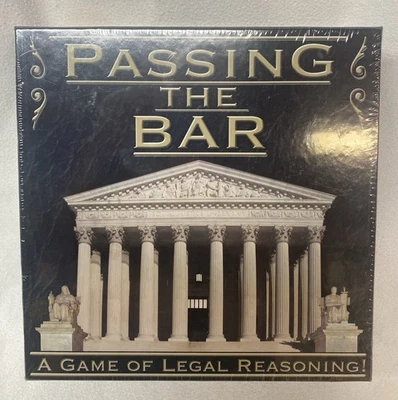 PASSING
THE
BAR
A GAME OF LEGAL REASONING!